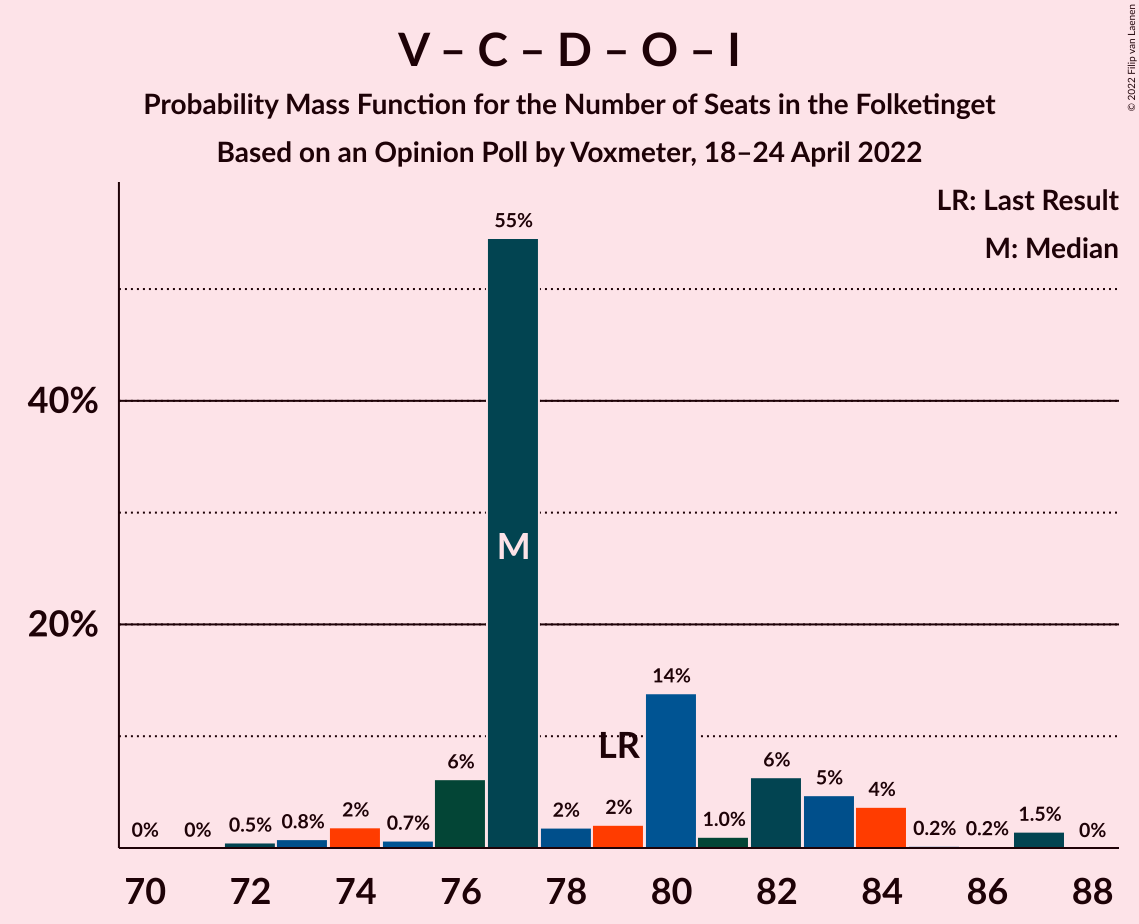 V – C – D – O – I
Probability Mass Function for the Number of Seats in the Folketinget
Based on an Opinion Poll by Voxmeter, 18–24 April 2022
© 2022 Filip van Laenen
LR: Last Result
M: Median
55%
40%
M
20%
14%
LR
6%
6%
5%
4%
2%
2%
2%
1.5%
1.0%
0.8%
0.7%
0.5%
0.2%
0.2%
0%
0%
0%
70 72 74 76 78 80 82 84 86 88